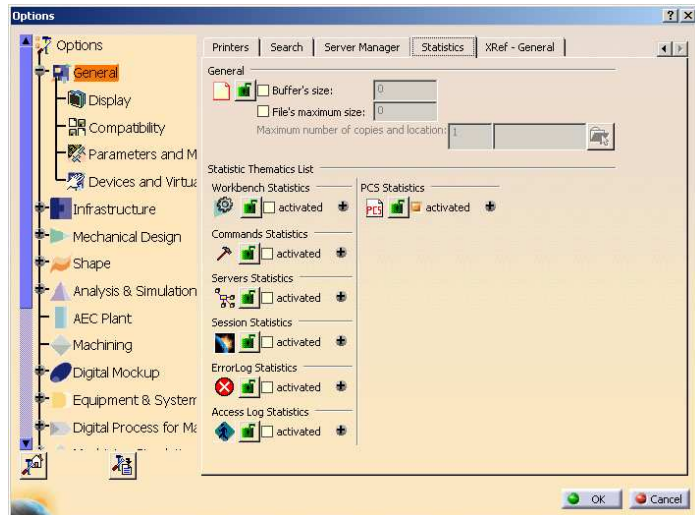 Options
Options
General
Display
Compatibility
Parameters and M
Devices and Virtua
Infrastructure
Mechanical Design
Shape
Analysis & Simulation
AEC Plant
Machining
Digital Mockup
Equipment & System
Digital Process for Ma
Printers Search Server Manager Statistics XRef - General
General
Buffer's size: 0
File's maximum size: 0
Maximum number of copies and location: 1
Statistic Thematics List
Workbench Statistics
activated
Commands Statistics
activated
Servers Statistics
activated
Session Statistics
activated
ErrorLog Statistics
activated
Access Log Statistics
activated
PCS Statistics
PCS activated
OK Cancel